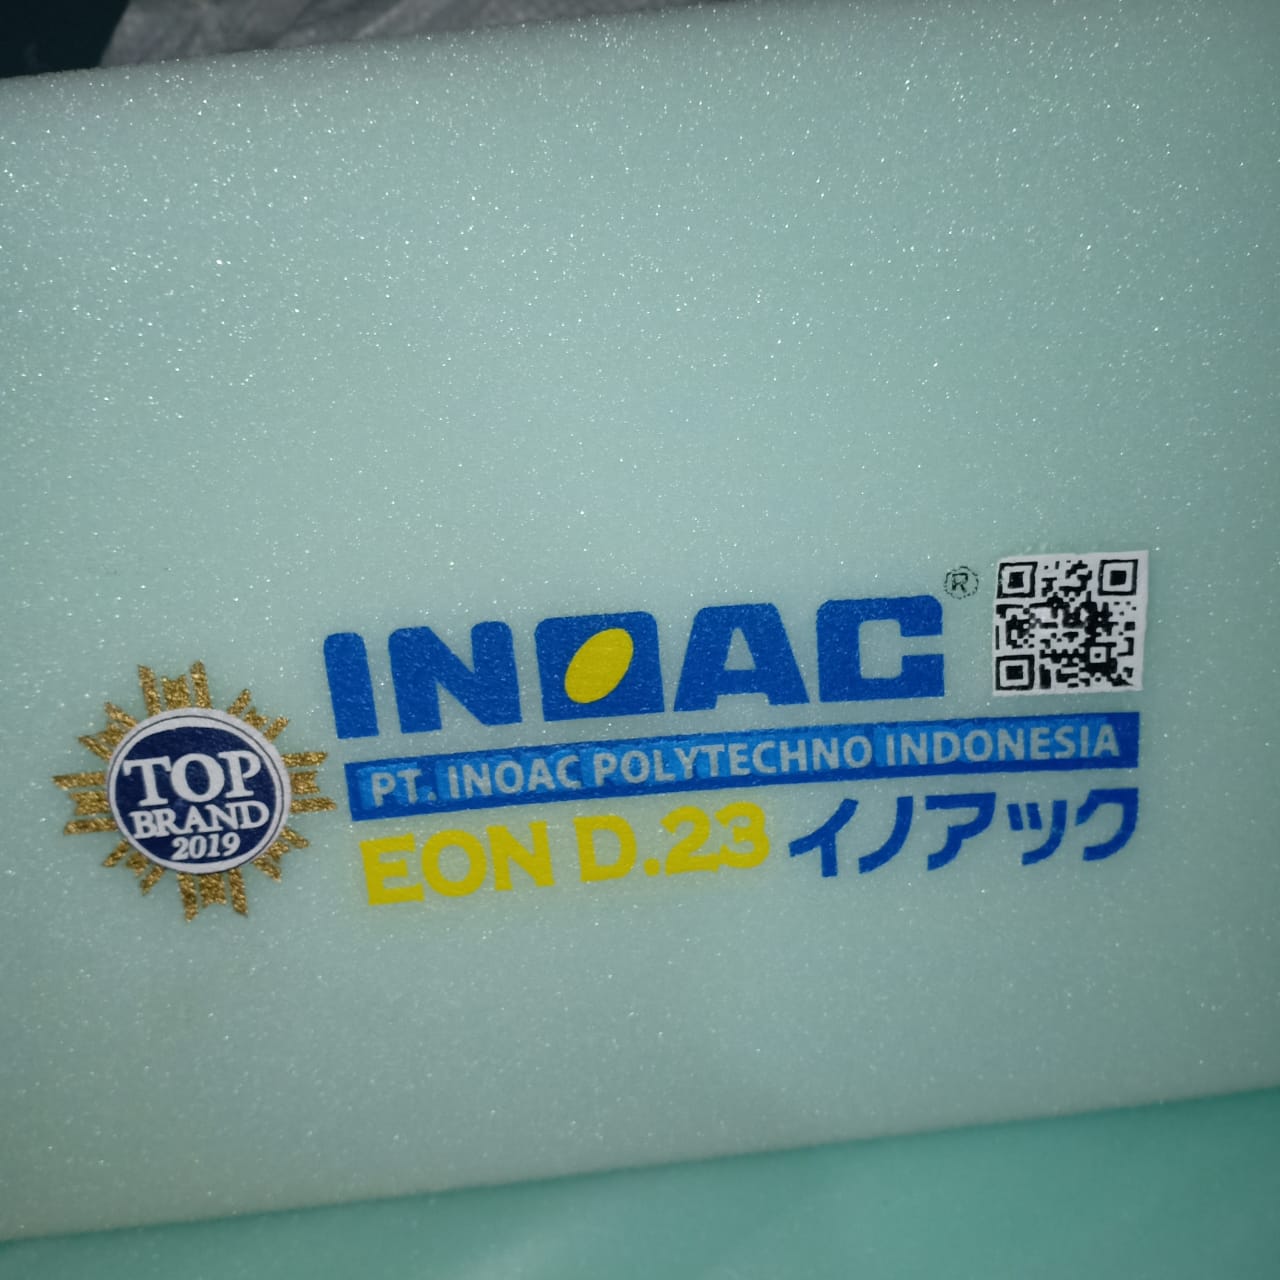 INOAC®
PT. INOAC POLYTECHNO INDONESIA
EON D.23 イノアック
TOP
BRAND
2019